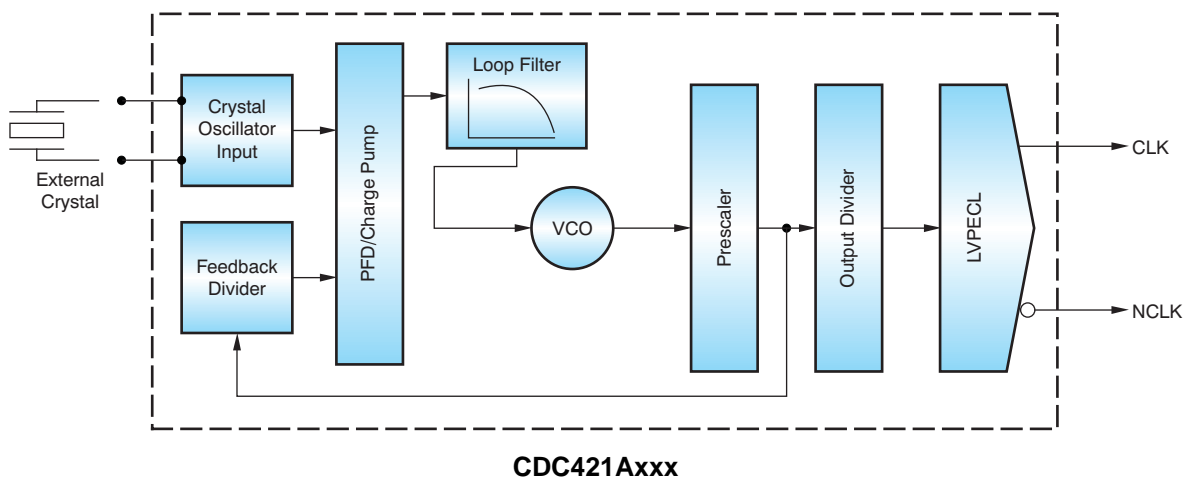 Crystal
Oscillator
Input
External
Crystal
Feedback
Divider
PFD/Charge Pump
Loop Filter
VCO
Prescaler
Output Divider
LVPECL
CLK
NCLK
CDC421Axxx